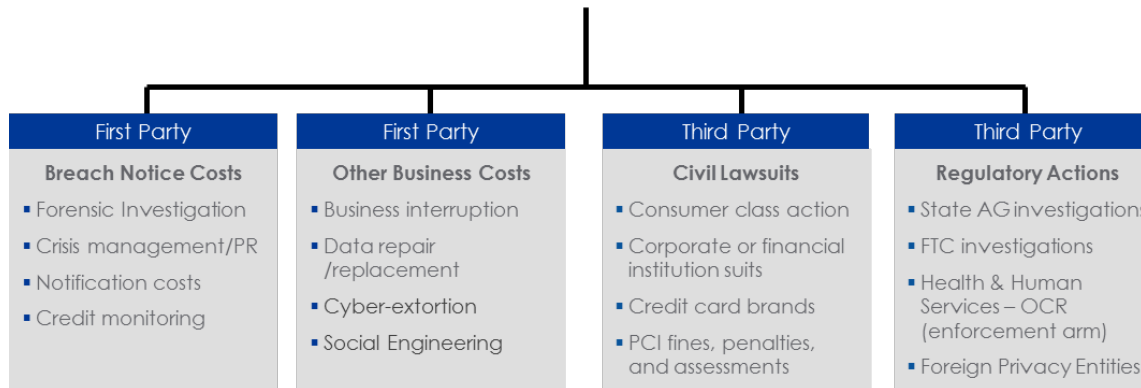 First Party
Breach Notice Costs
Forensic Investigation
Crisis management/PR
Notification costs
Credit monitoring
First Party
Other Business Costs
Business interruption
Data repair
/replacement
Cyber-extortion
Social Engineering
Third Party
Civil Lawsuits
Consumer class action
Corporate or financial
institution suits
Credit card brands
PCI fines, penalties,
and assessments
Third Party
Regulatory Actions
State AG investigations
FTC investigations
Health & Human
Services – OCR
(enforcement arm)
Foreign Privacy Entities